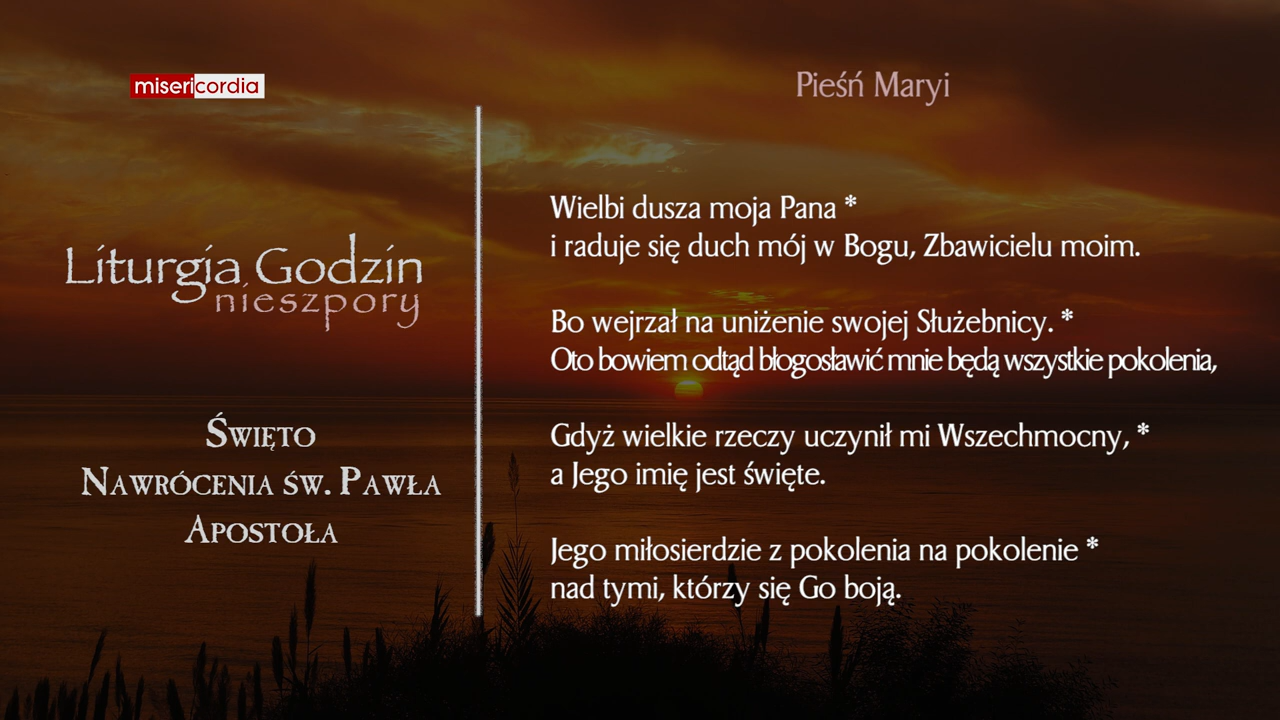 misericordia
Liturgia Godzin
nieszpory
Święto
Nawrócenia św. Pawła
Apostoła
Pieśń Maryi
Wielbi dusza moja Pana *
i raduje się duch mój w Bogu, Zbawicielu moim.
Bo wejrzał na uniżenie swojej Służebnicy. *
Oto bowiem odtąd błogosławić mnie będą wszystkie pokolenia,
Gdyż wielkie rzeczy uczynił mi Wszechmocny, *
a Jego imię jest święte.
Jego miłosierdzie z pokolenia na pokolenie *
nad tymi, którzy się Go boją.